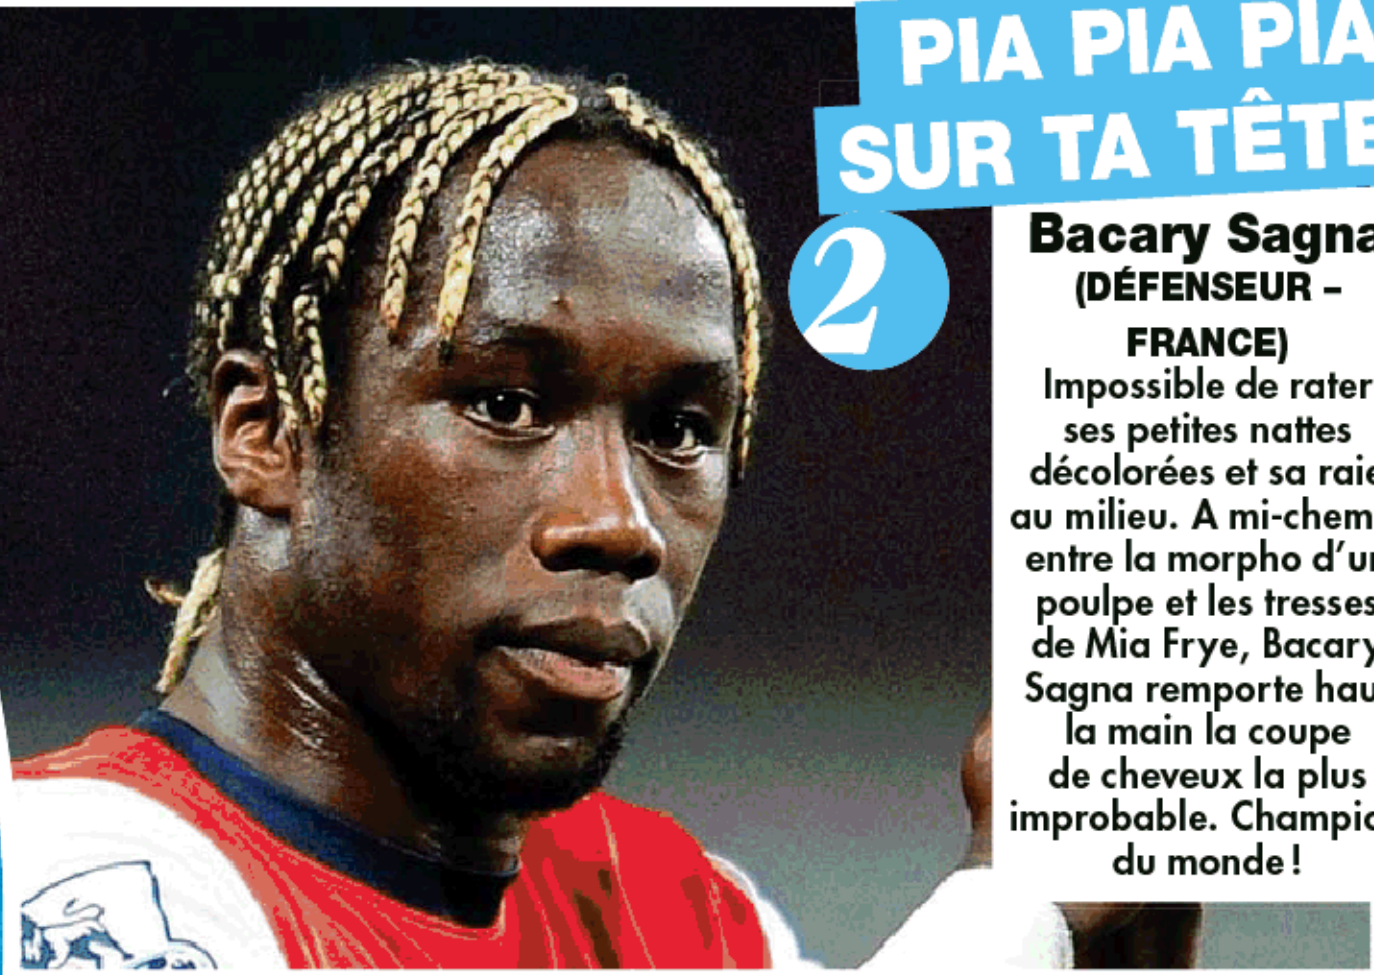 PIA PIA PIA
SUR TA TÊTE
2
Bacary Sagna
(DÉFENSEUR –
FRANCE)
Impossible de rater
ses petites nattes
décolorées et sa raie
au milieu. A mi-chem
entre la morpho d'un
poulpe et les tresses
de Mia Frye, Bacary
Sagna remporte hau
la main la coupe
de cheveux la plus
improbable. Champio
du monde !